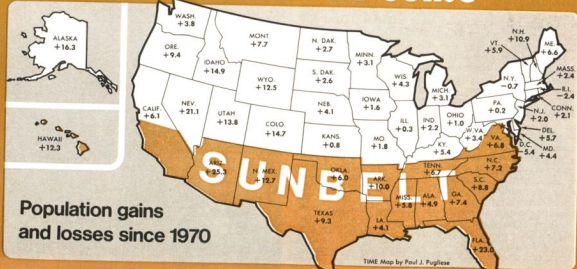 ALASKA
+16.3
HAWAII
+12.3
WASH.
+3.8
ORE.
+9.4
CALIF
+6.1
NEV.
+21.1
IDAHO
+14.9
MONT
+7.7
WYO.
+12.5
UTAH
+13.8
COLO.
+14.7
ARIZ.
+25.3
N. MEX.
+12.7
N. DAK.
+2.7
S. DAK.
+2.6
NEB.
+4.1
KANS.
+0.8
OKLA.
+6.0
TEXAS
+9.3
MINN.
+3.1
IOWA
+1.6
MO.
+1.8
ARK.
+10.0
LA.
+4.1
WIS.
+4.3
ILL.
+0.3
MICH.
+3.1
IND.
+2.2
OHIO
+1.0
KY.
+5.4
TENN.
+6.7
MISS.
+5.8
ALA.
+4.9
GA.
+7.4
FLA.
+23.0
S.C.
+8.8
N.C.
+7.2
VA.
+6.8
W.VA.
+3.4
PA.
+0.2
N.Y.
-0.7
VT.
+5.9
N.H.
+10.9
ME.
+6.6
MASS.
+2.4
R.I.
-2.4
CONN.
+2.1
N.J.
+2.0
DEL.
+5.7
MD.
+4.4
D.C.
-5.4
SUNBELT
Population gains
and losses since 1970
TIME Map by Paul J. Pugliese